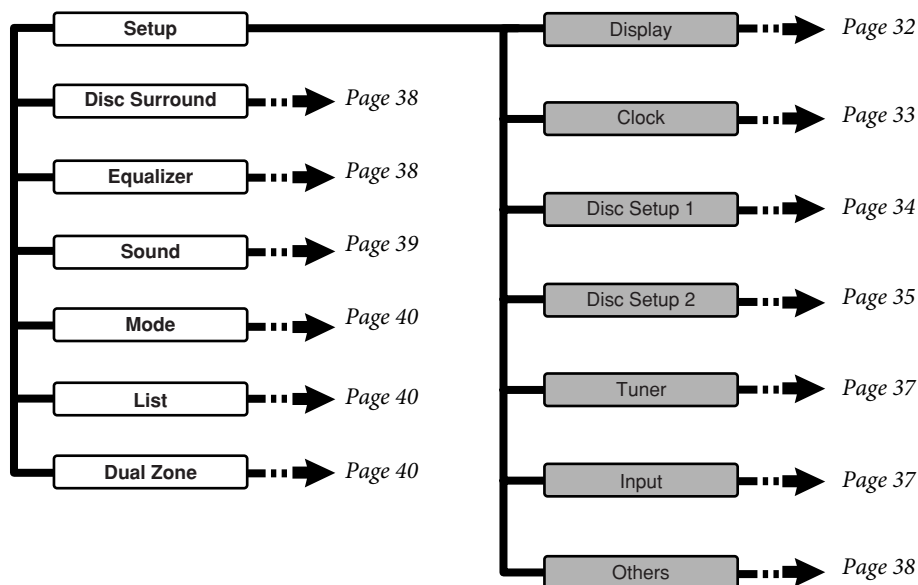 Setup
Disc Surround Page 38
Equalizer Page 38
Sound Page 39
Mode Page 40
List Page 40
Dual Zone Page 40
Display Page 32
Clock Page 33
Disc Setup 1 Page 34
Disc Setup 2 Page 35
Tuner Page 37
Input Page 37
Others Page 38